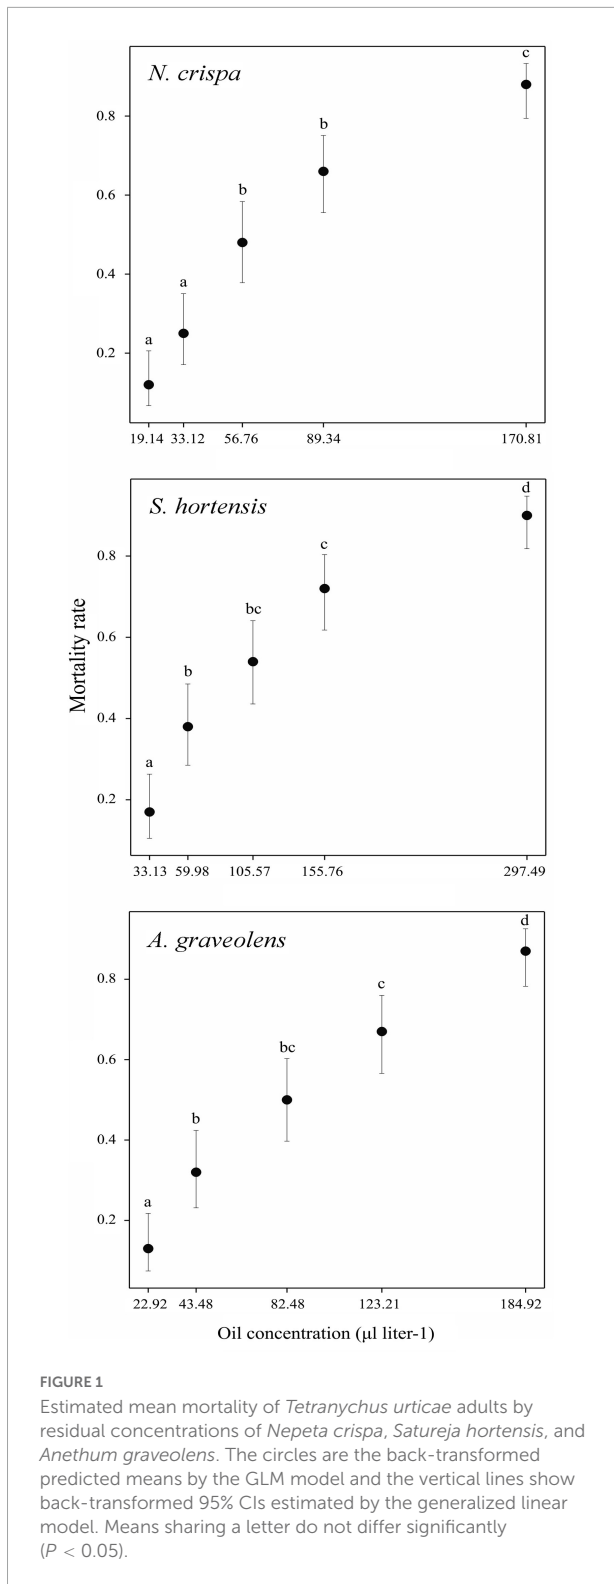 N. crispa
c
b
b
a
a
0.8
0.6
0.4
0.2
19.14 33.12 56.76 89.34 170.81
S. hortensis
d
c
bc
b
a
0.8
0.6
0.4
0.2
Mortality rate
33.13 59.98 105.57 155.76 297.49
A. graveolens
d
c
bc
b
a
0.8
0.6
0.4
0.2
22.92 43.48 82.48 123.21 184.92
Oil concentration (µl liter-1)
FIGURE 1
Estimated mean mortality of Tetranychus urticae adults by
residual concentrations of Nepeta crispa, Satureja hortensis, and
Anethum graveolens. The circles are the back-transformed
predicted means by the GLM model and the vertical lines show
back-transformed 95% CIs estimated by the generalized linear
model. Means sharing a letter do not differ significantly
(P < 0.05).